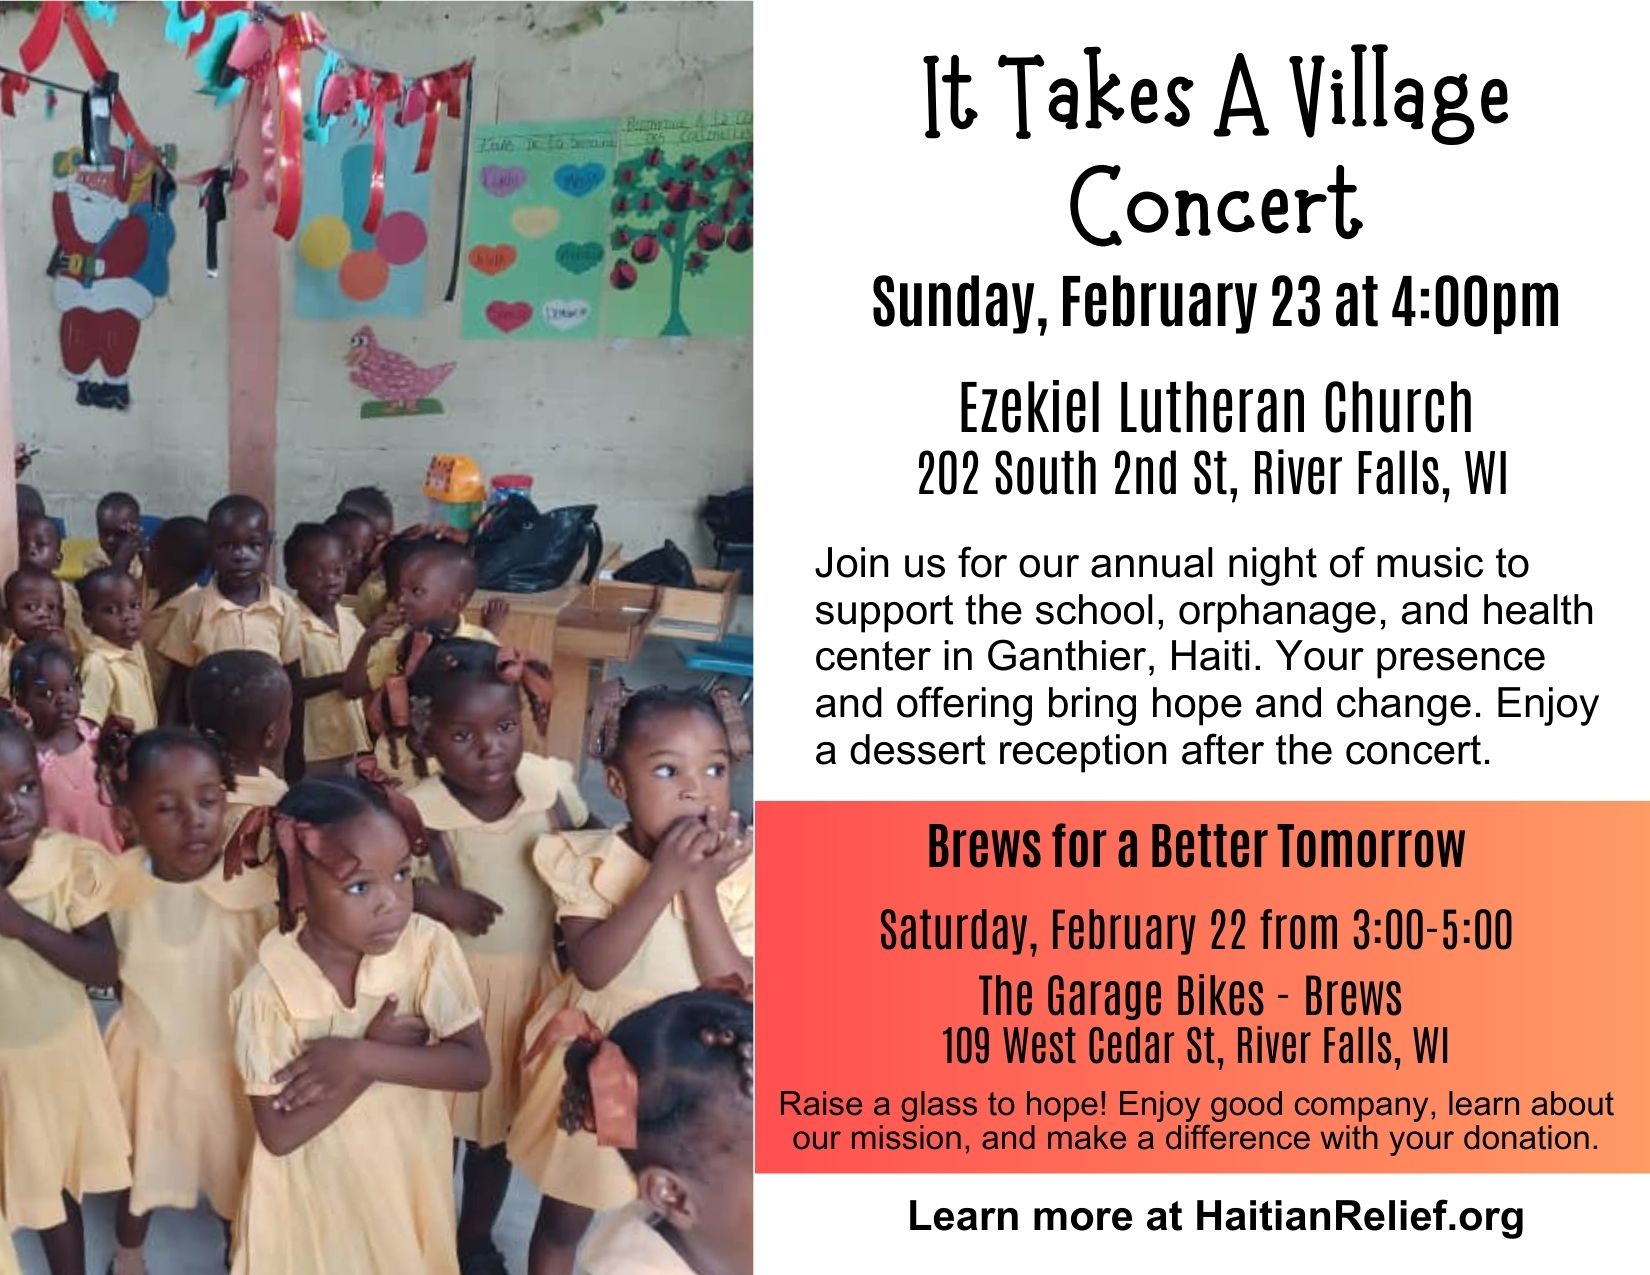 Jours de la Semaine
It Takes A Village
Concert
Sunday, February 23 at 4:00pm
Ezekiel Lutheran Church
202 South 2nd St, River Falls, WI
Join us for our annual night of music to
support the school, orphanage, and health
center in Ganthier, Haiti. Your presence
and offering bring hope and change. Enjoy
a dessert reception after the concert.
Brews for a Better Tomorrow
Saturday, February 22 from 3:00-5:00
The Garage Bikes - Brews
109 West Cedar St, River Falls, WI
Raise a glass to hope! Enjoy good company, learn about
our mission, and make a difference with your donation.
Learn more at HaitianRelief.org